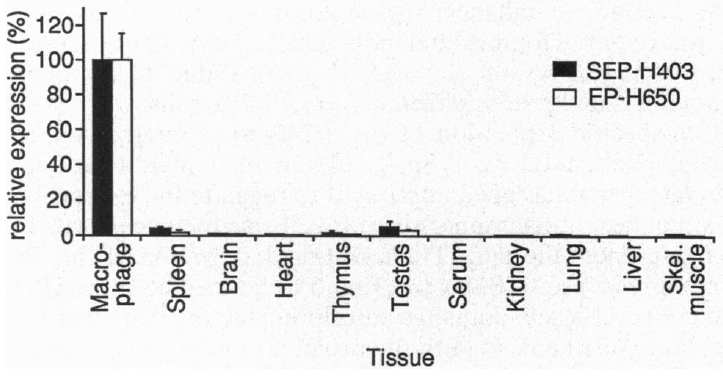 relative expression (%)
120
100
80
60
40
20
0
SEP-H403
EP-H650
Macro-
phage
Spleen
Brain
Heart
Thymus
Testes
Serum
Kidney
Lung
Liver
Skel.
muscle
Tissue